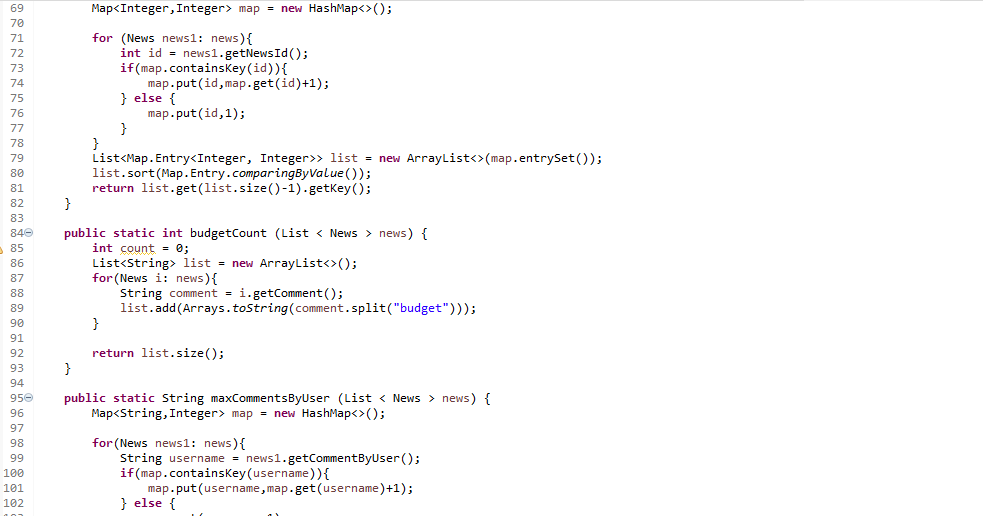 69 Map<Integer,Integer> map = new HashMap<>();
70
71 for (News news1: news){
72 int id = news1.getNewsId();
73 if(map.containsKey(id)){
74 map.put(id,map.get(id)+1);
75 } else {
76 map.put(id,1);
77 }
78 }
79 List<Map.Entry<Integer, Integer>> list = new ArrayList<>(map.entrySet());
80 list.sort(Map.Entry.comparingByValue());
81 return list.get(list.size()-1).getKey();
82 }
83
84 public static int budgetCount (List < News > news) {
85 int count = 0;
86 List<String> list = new ArrayList<>();
87 for(News i: news){
88 String comment = i.getComment();
89 list.add(Arrays.toString(comment.split("budget")));
90 }
91
92 return list.size();
93 }
94
95 public static String maxCommentsByUser (List < News > news) {
96 Map<String,Integer> map = new HashMap<>();
97
98 for(News news1: news){
99 String username = news1.getCommentByUser();
100 if(map.containsKey(username)){
101 map.put(username,map.get(username)+1);
102 } else {